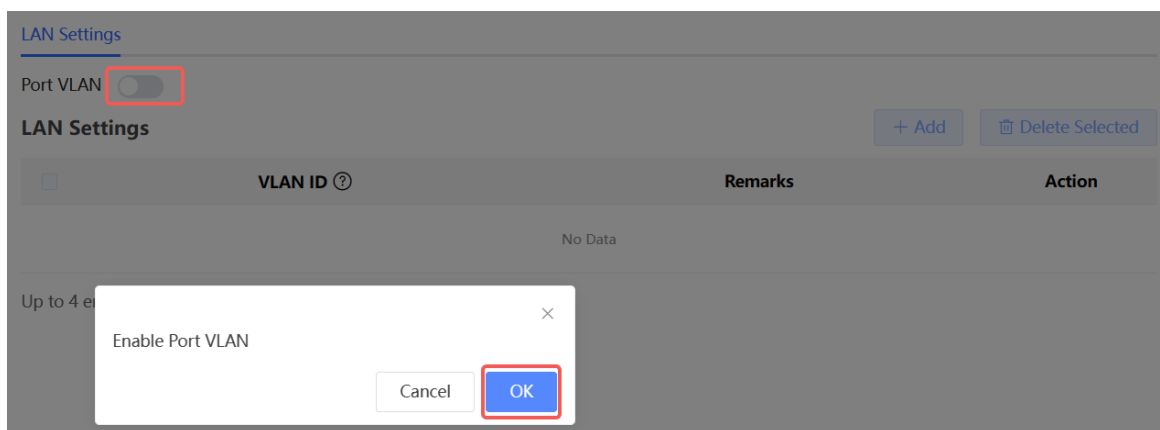 LAN Settings
Port VLAN
LAN Settings
+ Add
Delete Selected
VLAN ID ?
Remarks
Action
No Data
Up to 4
Enable Port VLAN
Cancel
OK